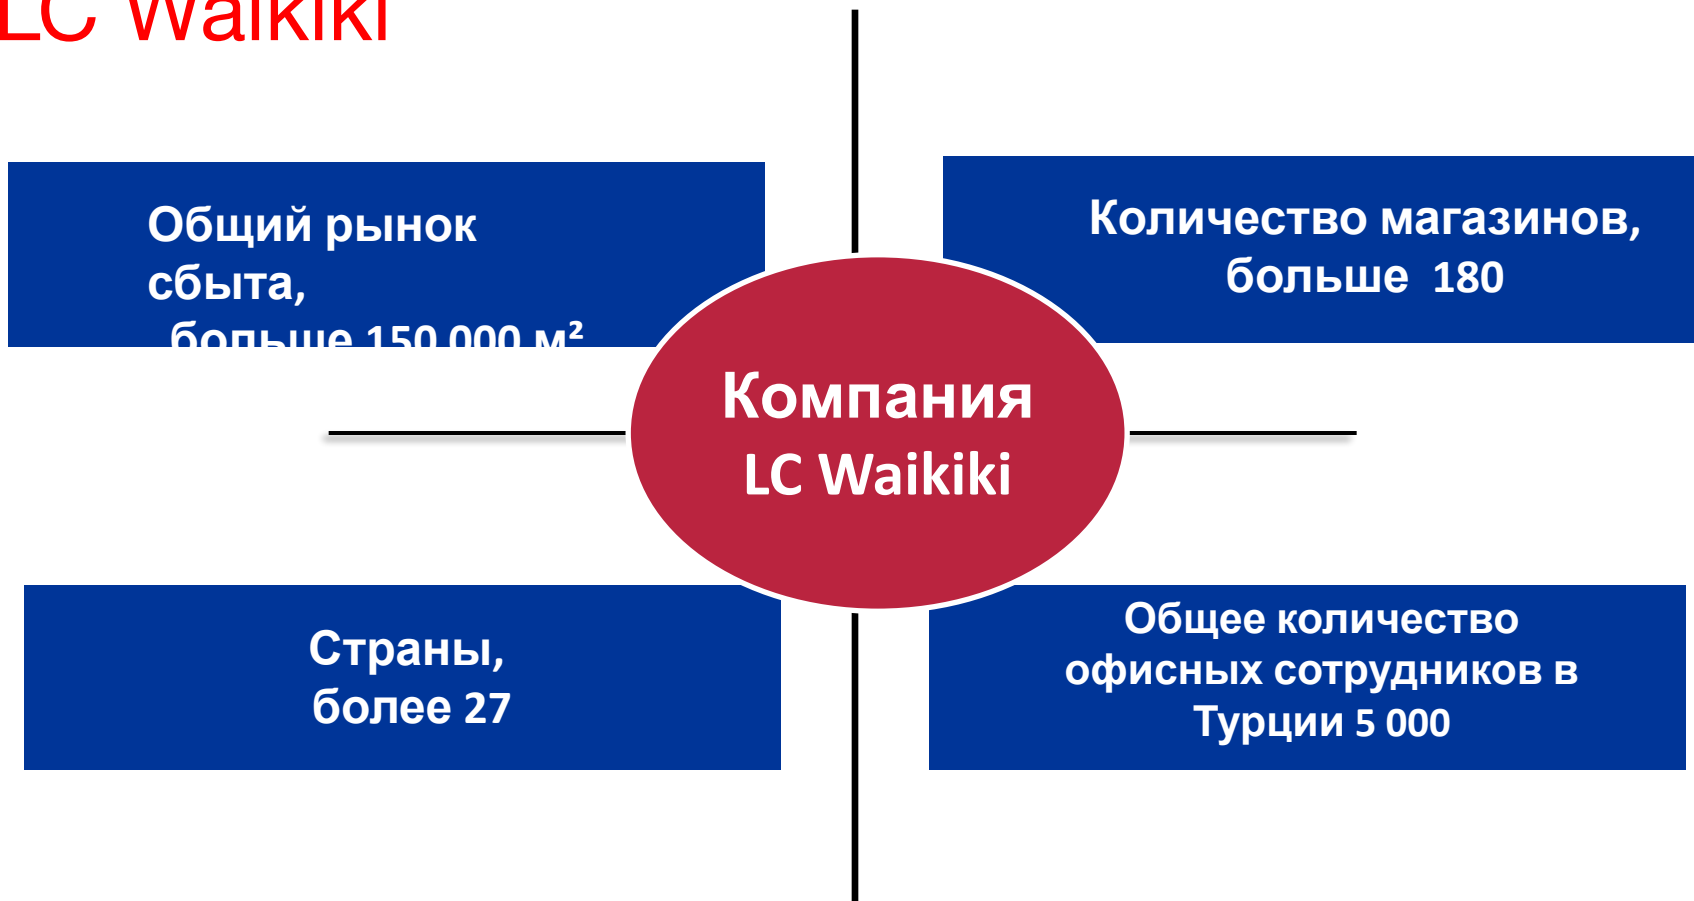 LC Waikiki
Общий рынок
сбыта,
больше 150 000 м²
Количество магазинов,
больше 180
Компания
LC Waikiki
Страны,
более 27
Общее количество
офисных сотрудников в
Турции 5 000